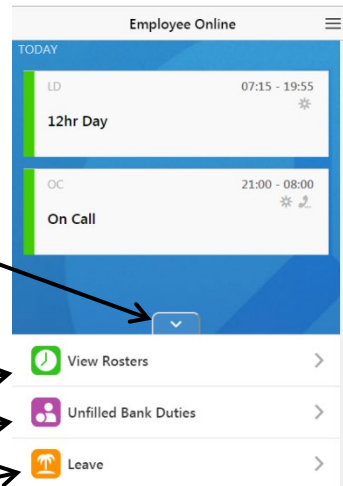 Employee Online
TODAY
LD 07:15 - 19:55
12hr Day
OC 21:00 - 08:00
On Call
View Rosters
Unfilled Bank Duties
Leave